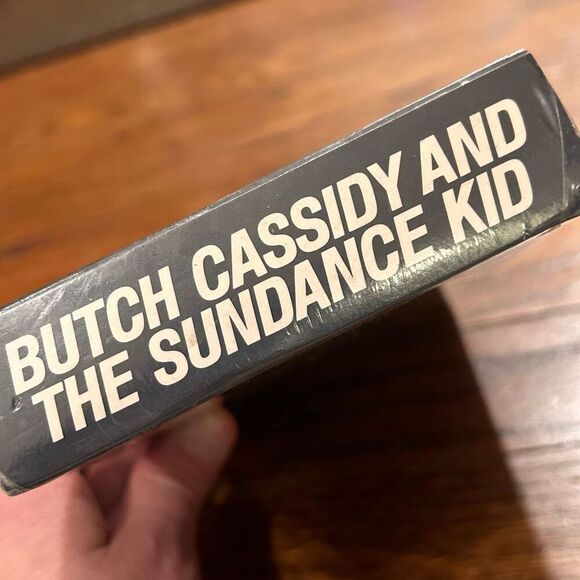 BUTCH CASSIDY AND
THE SUNDANCE KID